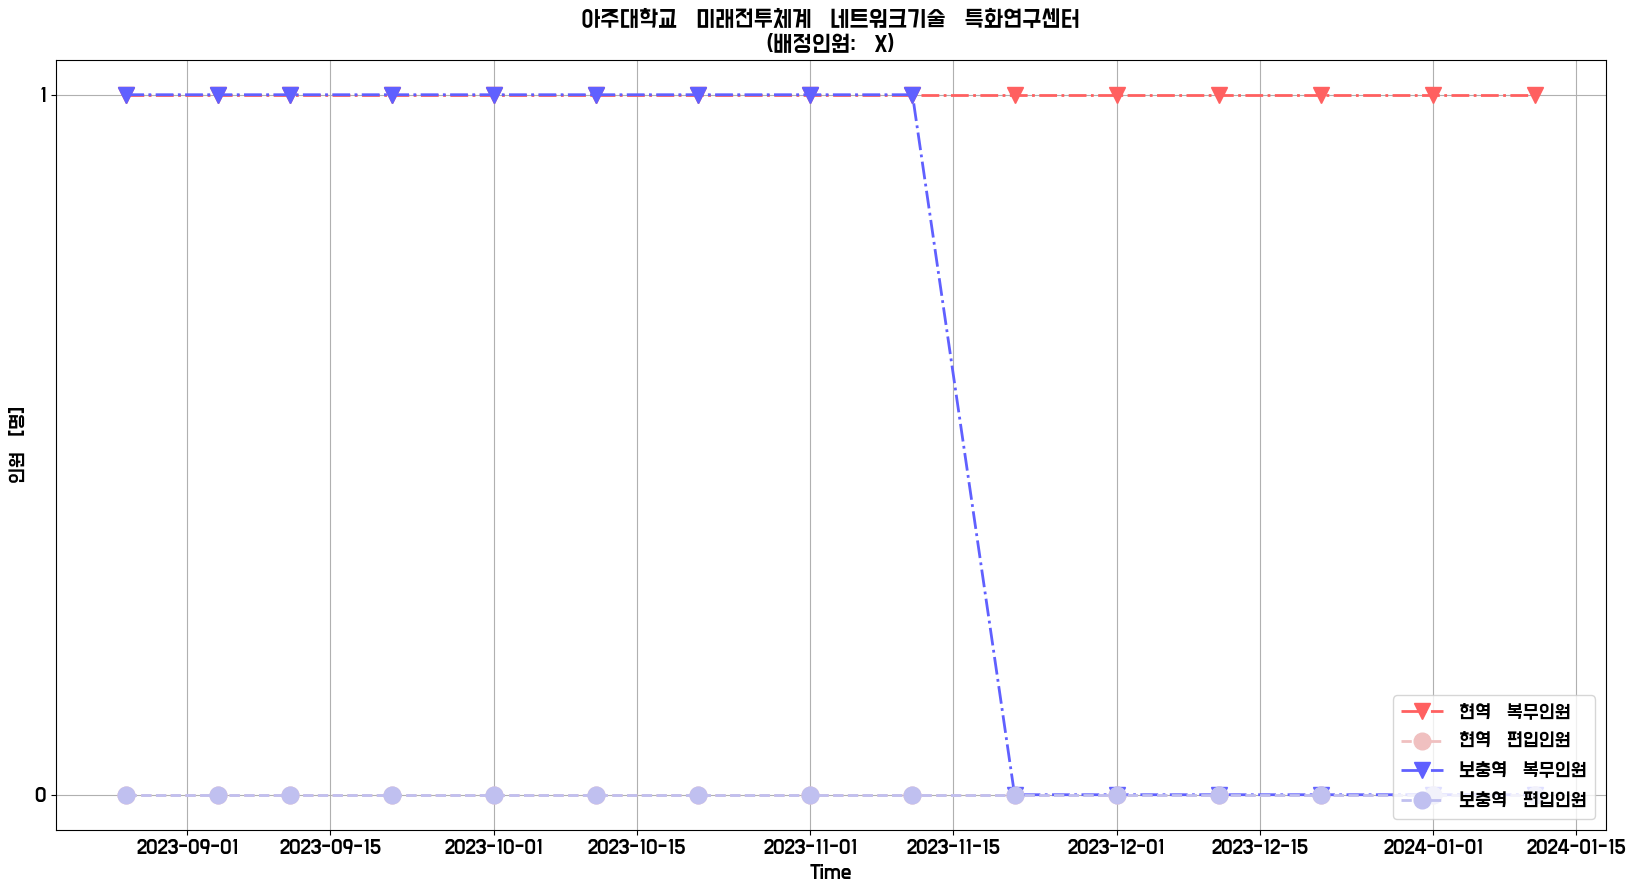 아주대학교 미래전투체계 네트워크기술 특화연구센터
(배정인원: X)
1
0
인원 [명]
2023-09-01 2023-09-15 2023-10-01 2023-10-15 2023-11-01 2023-11-15 2023-12-01 2023-12-15 2024-01-01 2024-01-15
Time
현역 복무인원
현역 편입인원
보충역 복무인원
보충역 편입인원